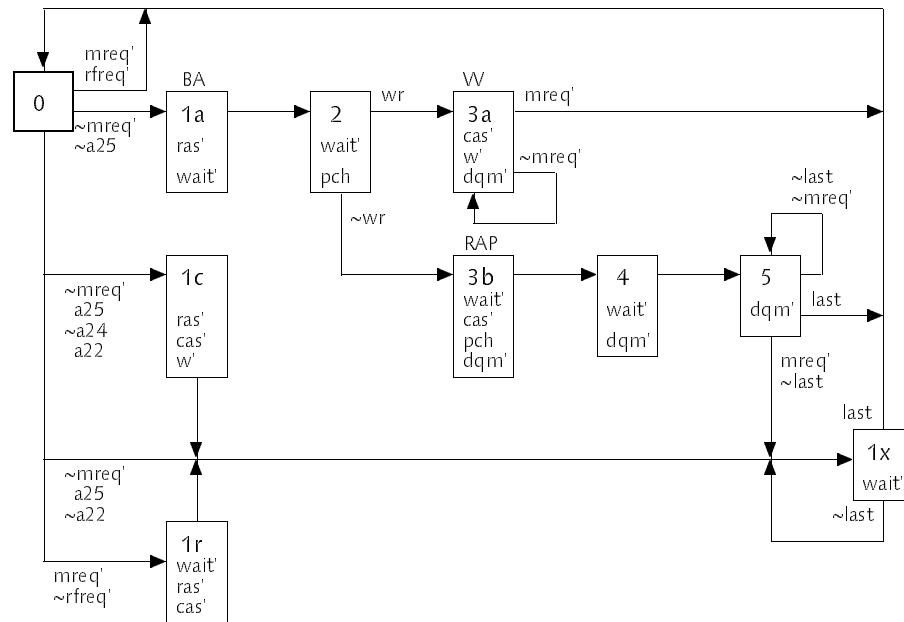 mreq'
rfreq'
0
~mreq'
~a25
BA
1a
ras'
wait'
2
wait'
pch
wr
~wr
W
3a
cas'
w'
dqm'
mreq'
~mreq'
~mreq'
a25
~a24
a22
1c
ras'
cas'
w'
RAP
3b
wait'
cas'
pch
dqm'
4
wait'
dqm'
~last
~mreq'
5
dqm'
last
mreq'
~last
last
1x
wait'
~last
~mreq'
a25
~a22
mreq'
~rfreq'
1r
wait'
ras'
cas'